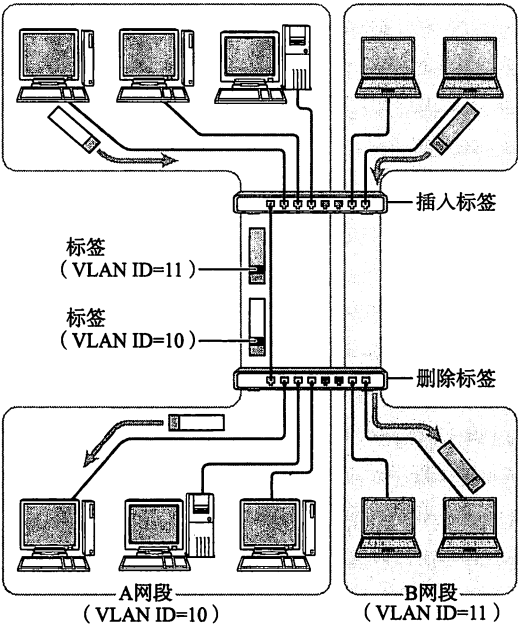 插入标签
标签
（VLAN ID=11）
标签
（VLAN ID=10）
删除标签
A网段
（VLAN ID=10）
B网段
（VLAN ID=11）